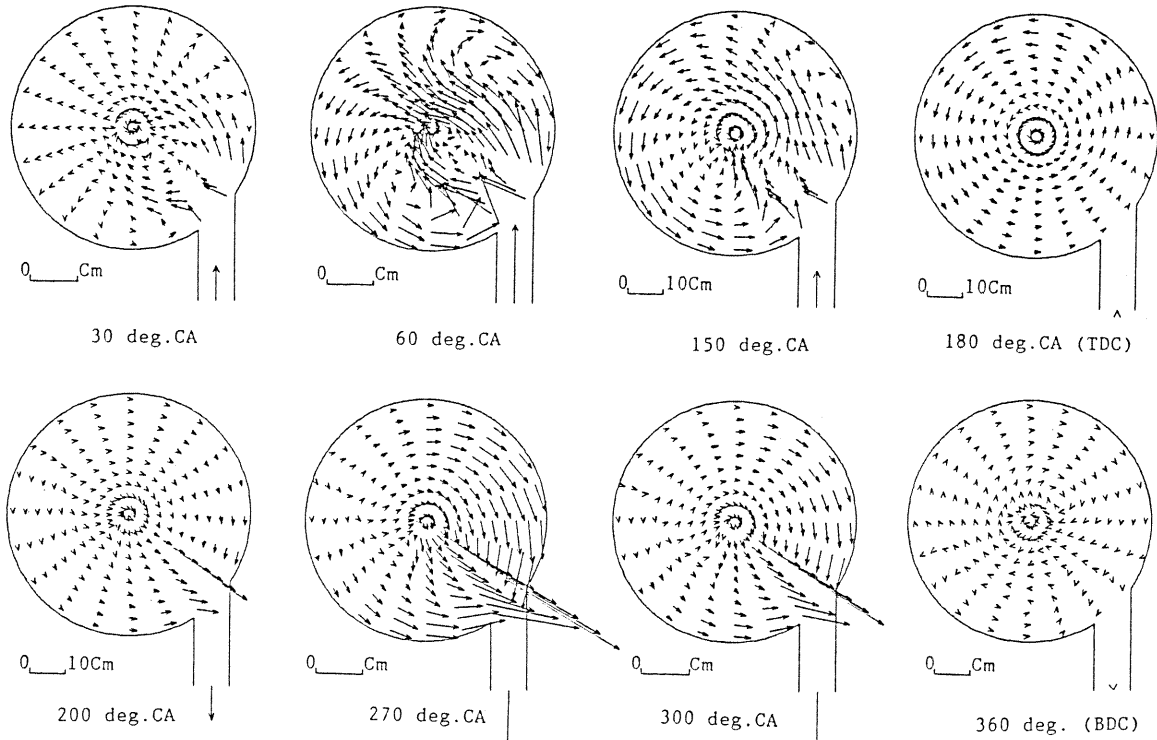 0 Cm
0 Cm
0 10Cm
0 10Cm
30 deg.CA
60 deg.CA
150 deg.CA
180 deg.CA (TDC)
0 10Cm
0 Cm
0 Cm
0 10Cm
200 deg.CA
270 deg.CA
300 deg.CA
360 deg. (BDC)